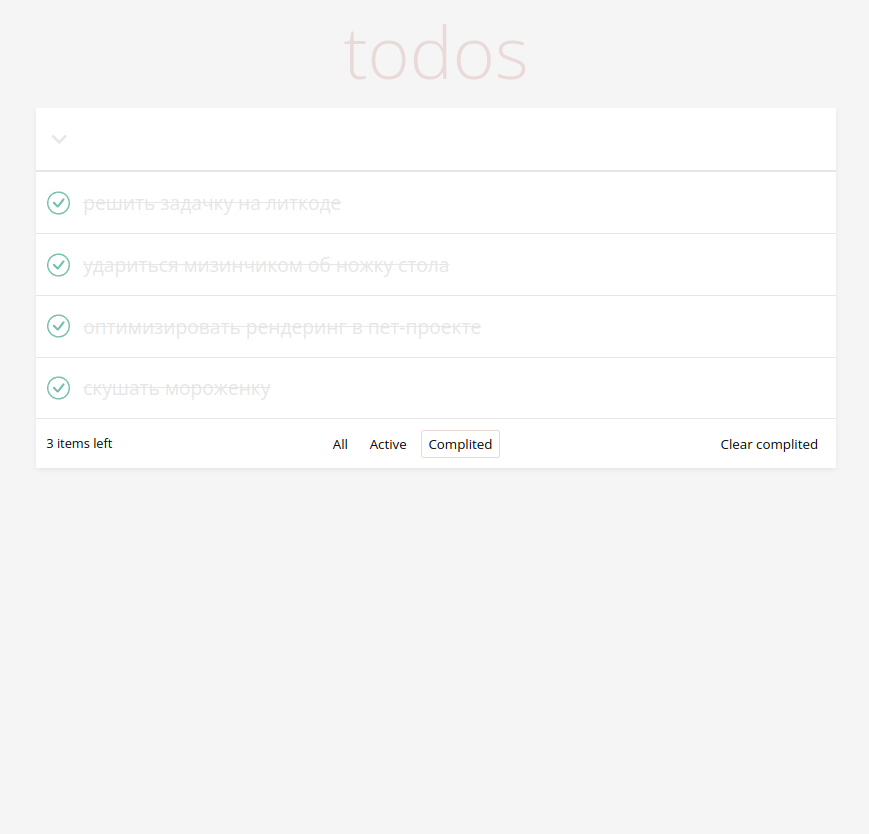 todos
решить задачку на литкоде
удариться мизинчиком об ножку стола
оптимизировать рендеринг в пет-проекте
скушать мороженку
3 items left All Active Complited Clear complited